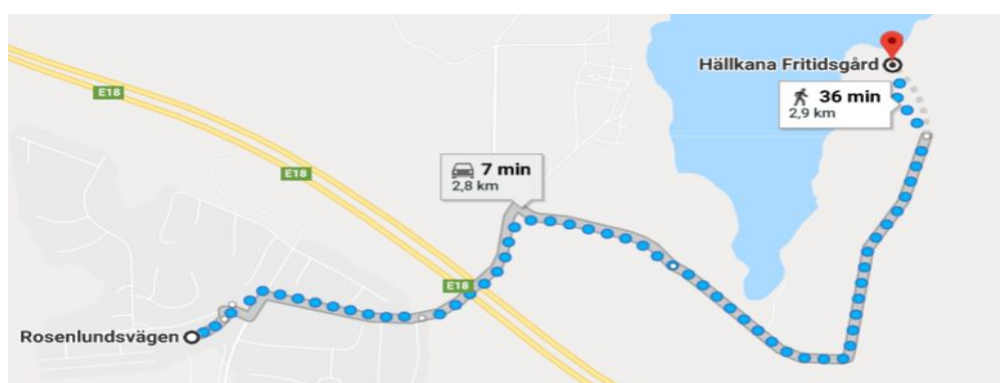 Hällkana Fritidsgård
36 min
2,9 km
E18
7 min
2,8 km
E18
E18
Rosenlundsvägen